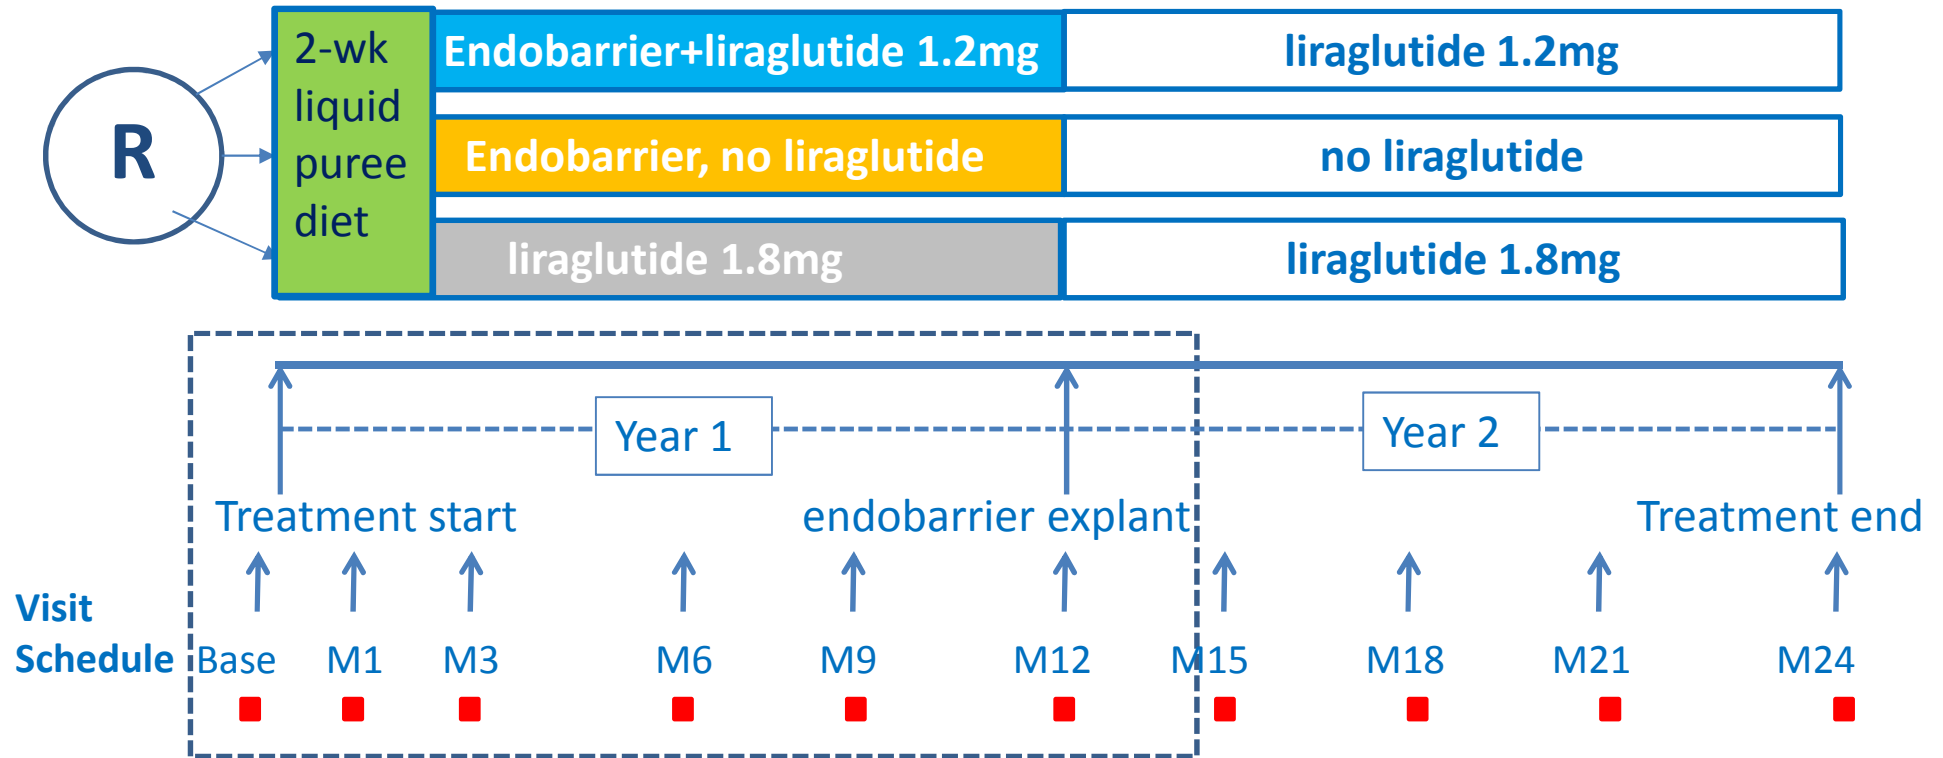 R
2-wk
liquid
puree
diet
Endobarrier+liraglutide 1.2mg
liraglutide 1.2mg
Endobarrier, no liraglutide
no liraglutide
liraglutide 1.8mg
liraglutide 1.8mg
Year 1
Year 2
Treatment start
endobarrier explant
Treatment end
Visit
Schedule
Base M1 M3 M6 M9 M12 M15 M18 M21 M24